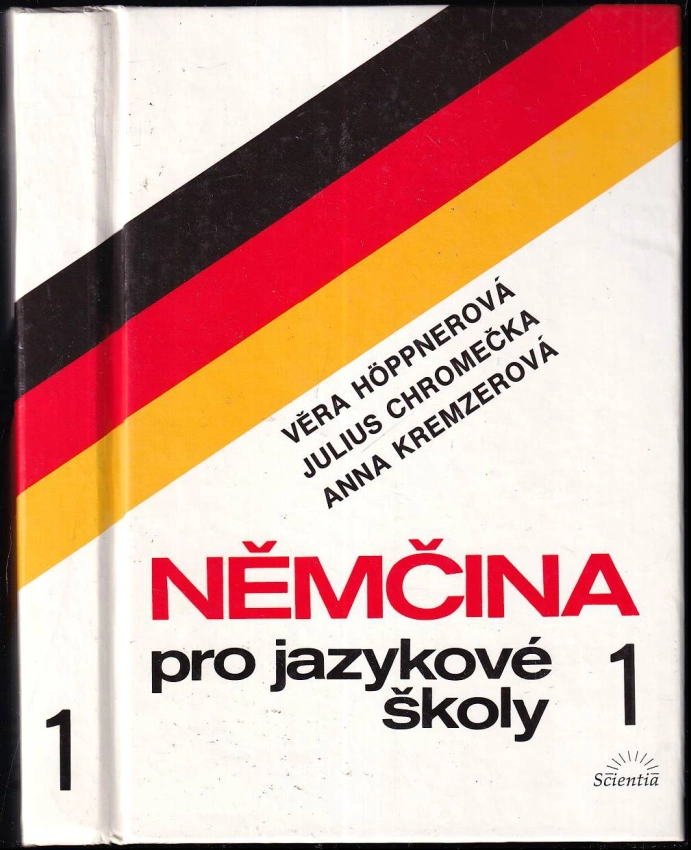 VĚRA HÖPPNEROVÁ
JULIUS CHROMEČKA
ANNA KREMZEROVÁ
NĚMČINA
pro jazykové
školy
1
1
Scientia